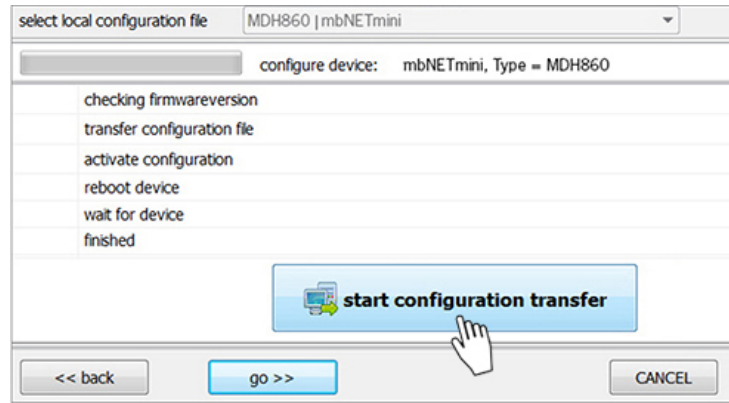 select local configuration file MDH860 | mbNETmini
configure device: mbNETmini, Type = MDH860
checking firmwareversion
transfer configuration file
activate configuration
reboot device
wait for device
finished
start configuration transfer
<< back go >> CANCEL